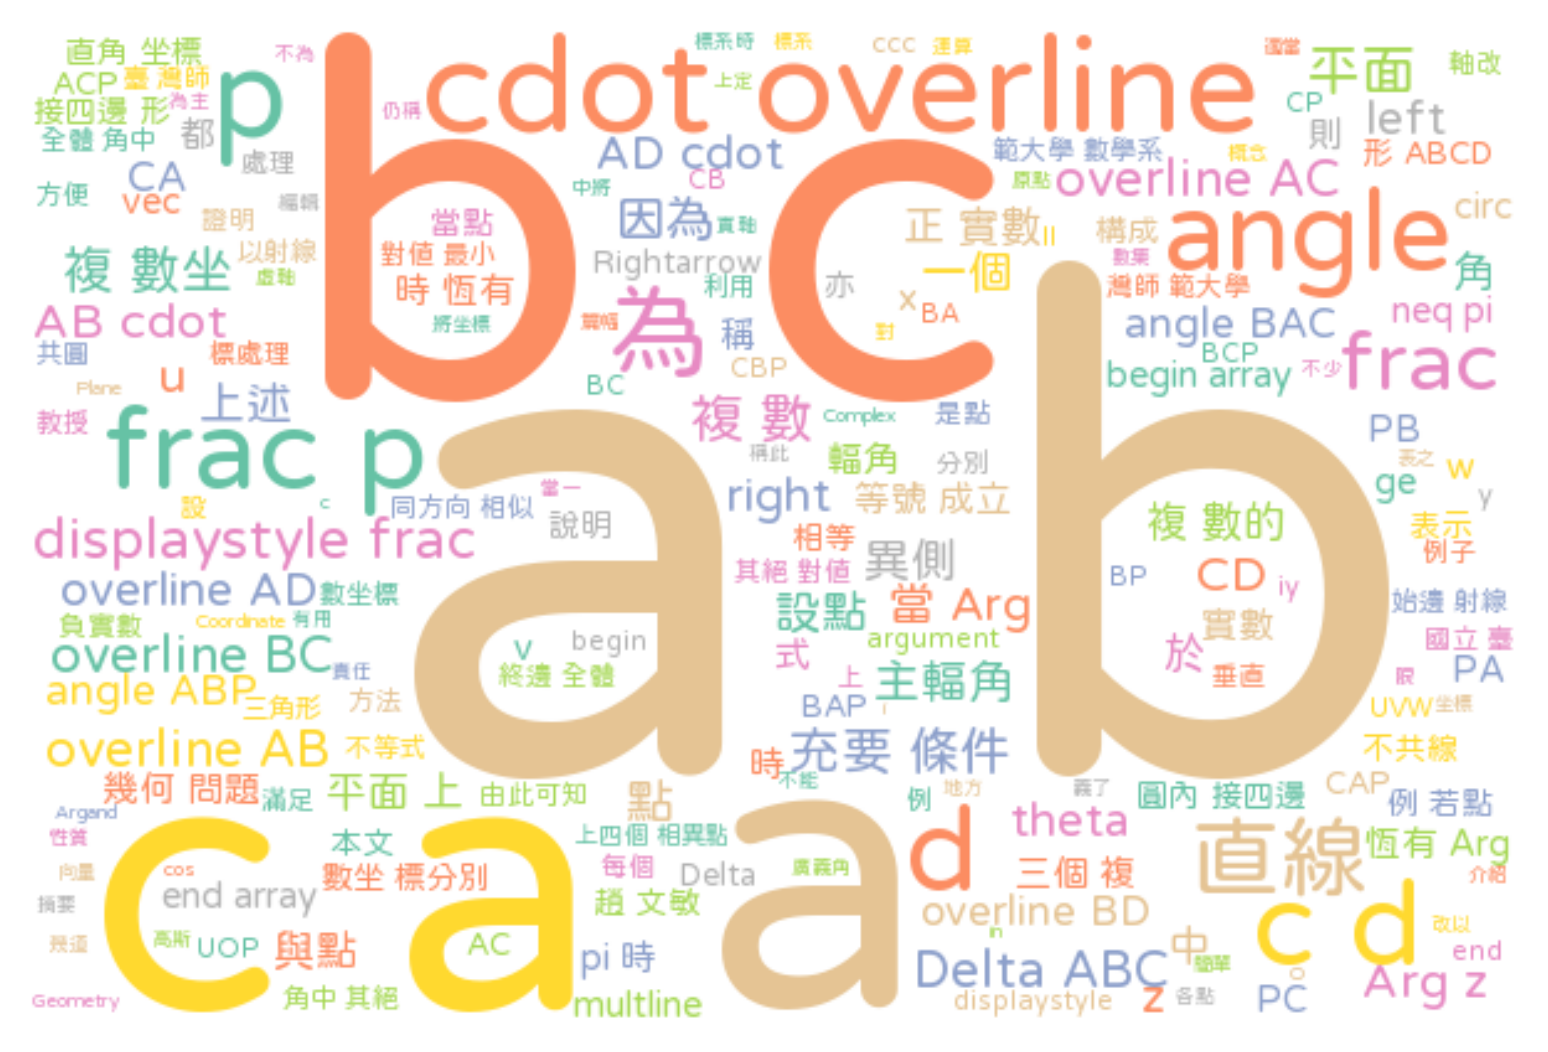 直角 坐標
不為
標系時
標系
CCC
運算
cdot overline
平面
軸改
ACP
臺 灣師
p
b
上定
接四邊 形
為主
仍稱
CP
left
都
則
全體 角中
處理
AD cdot
範大學 數學系
概念
形 ABCD
CA
中將
CB
原點
overline AC
方便
vec
編輯
c
angle
circ
證明
當點
因為
實軸
正 實數
ll
構成
複 數坐
以射線
對值 最小
Rightarrow
一個
數集
角
虛軸
時 恆有
利用
亦
灣師 範大學
x
BA
neq pi
AB cdot
將坐標
篇幅
為
稱
對
angle BAC
共圓
標處理
BCP
frac
Plane
u
BC
CBP
begin array
不少
上述
教授
frac p
複 數
Complex
是點
PB
a
b
稱此
輻角
分別
表之
w
當一
right
等號 成立
ge
y
設
c
同方向 相似
說明
複 數的
表示
displaystyle frac
相等
異側
例子
其絕 對值
BP
CD
iy
overline AD
數坐標
設點
當 Arg
始邊 射線
負實數
Coordinate
有用
實數
v
begin
argument
國立 臺
overline BC
責任
終邊 全體
式
於
垂直
PA
angle ABP
三角形
方法
上
主輻角
限
BAP
i
UVW
坐標
overline AB
不等式
時
充要 條件
不共線
不能
幾何 問題
滿足
平面 上
由此可知
點
例
地方
義了
圓內 接四邊
CAP
例 若點
Argand
c
a
a
d
theta
直線
性質
本文
上四個 相異點
恆有 Arg
向量
cos
數坐 標分別
每個
Delta
廣義角
三個 複
介紹
摘要
end array
趙 文敏
overline BD
c d
改以
幾道
高斯
UOP
與點
AC
pi 時
in
中
簡單
end
Delta ABC
o
Arg z
Geometry
角中 其絕
multline
displaystyle
z
各點
PC